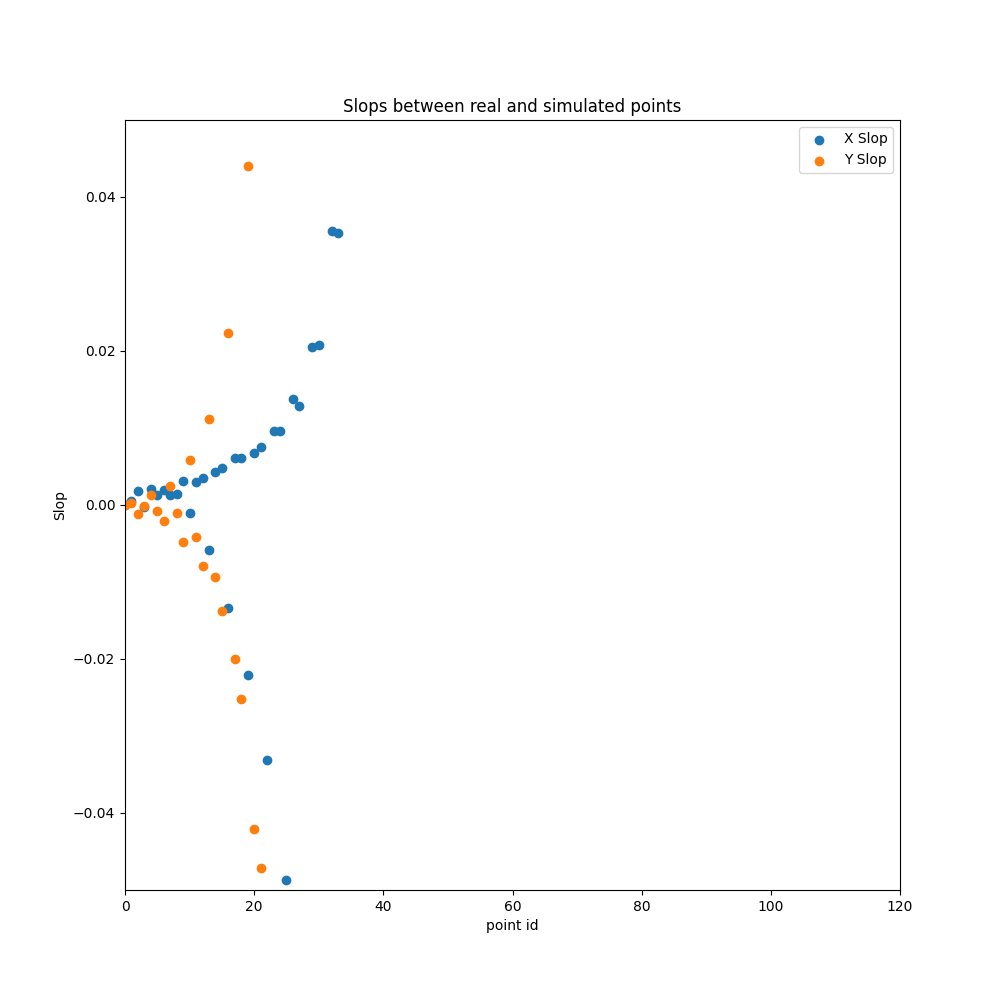 Slops between real and simulated points
X Slop
Y Slop
0.04
0.02
0.00
−0.02
−0.04
Slop
0 20 40 60 80 100 120
point id